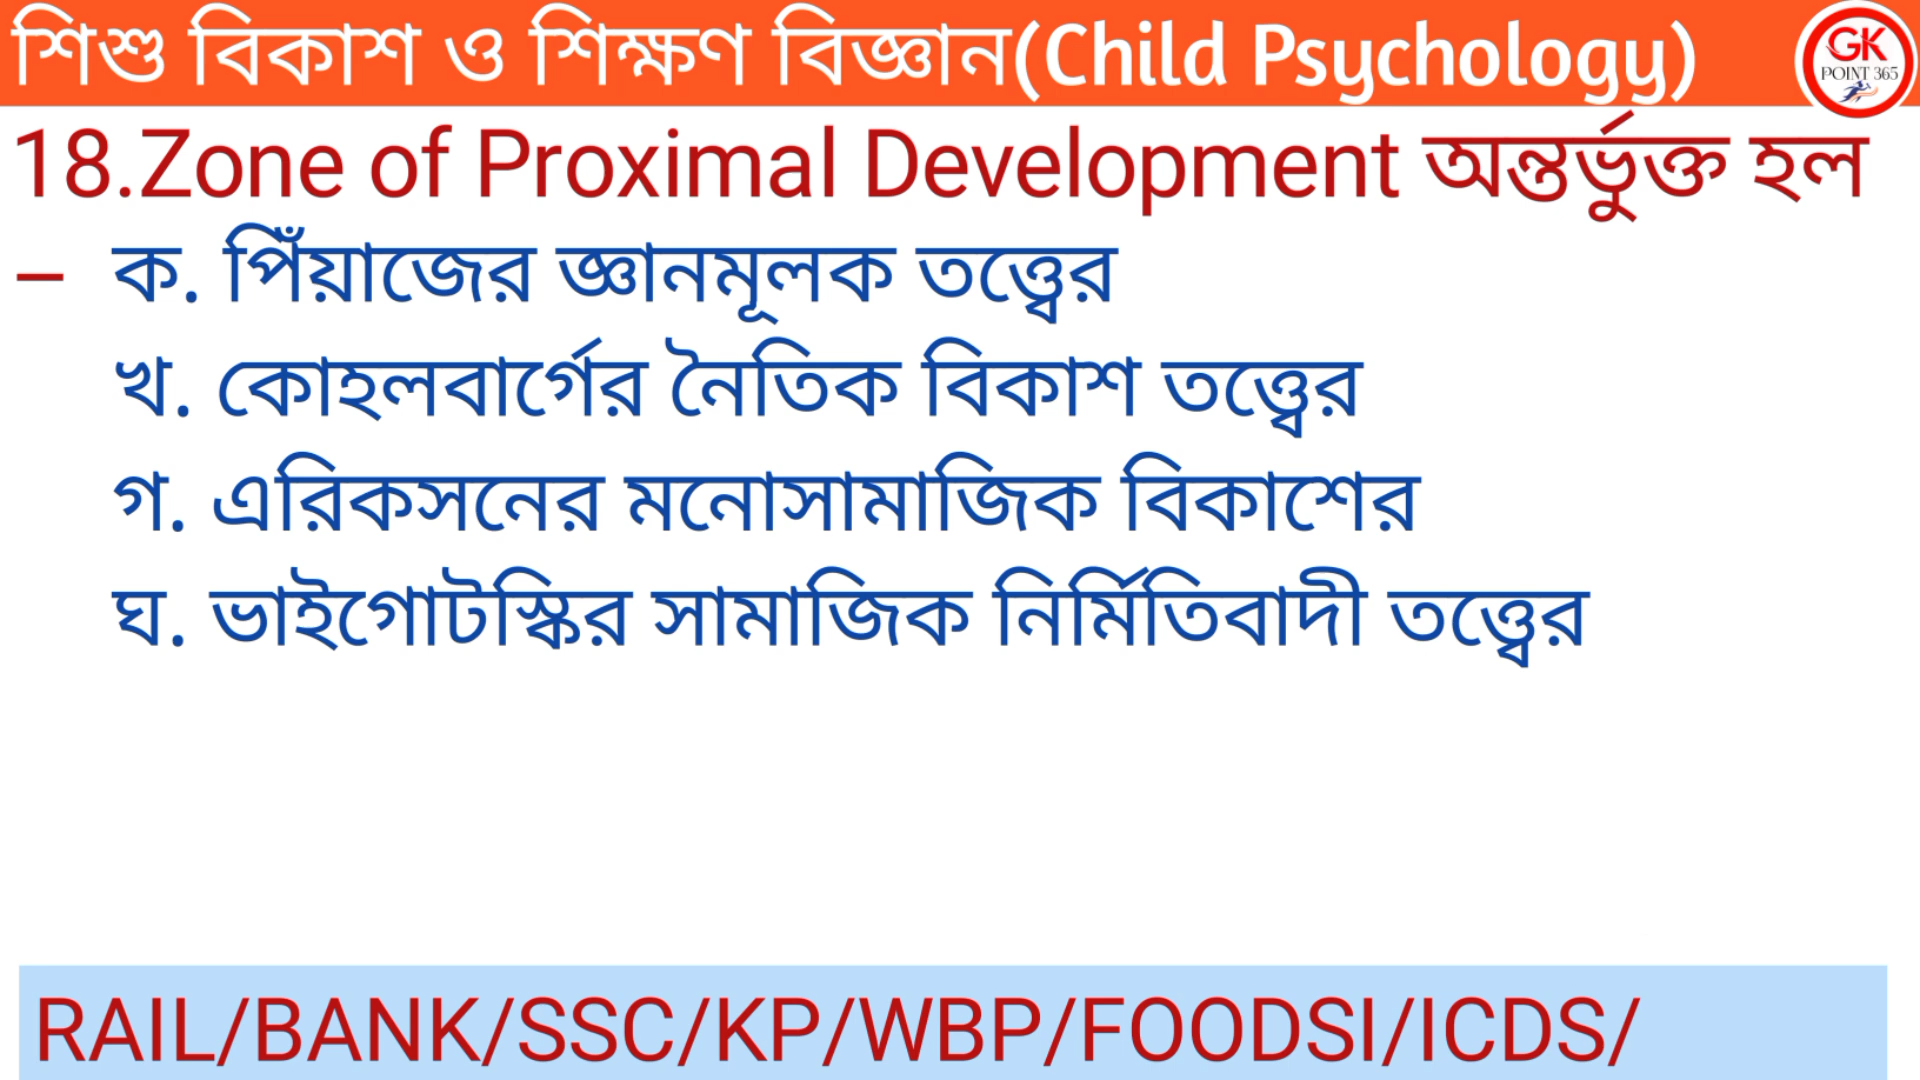 শিশু বিকাশ ও শিক্ষণ বিজ্ঞান(Child Psychology)
GK
POINT 365
18.Zone of Proximal Development অন্তর্ভুক্ত হল
– ক. পিঁয়াজের জ্ঞানমূলক তত্ত্বের
খ. কোহলবার্গের নৈতিক বিকাশ তত্ত্বের
গ. এরিকসনের মনোসামাজিক বিকাশের
ঘ. ভাইগোটস্কির সামাজিক নির্মিতিবাদী তত্ত্বের
RAIL/BANK/SSC/KP/WBP/FOODSI/ICDS/